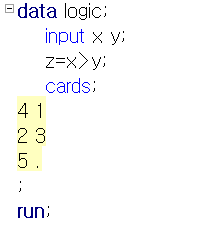 data logic;
input x y;
z=x>y;
cards;
4 1
2 3
5 .
;
run;